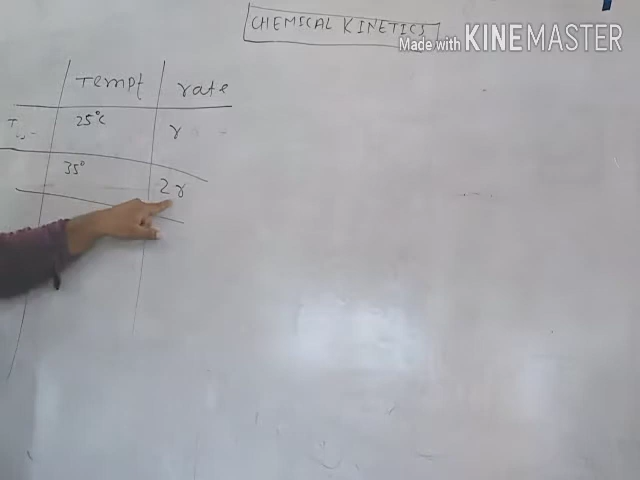 CHEMICAL KINETICS
Made with KINEMASTER
Tempt rate
25°C r
35° 2r